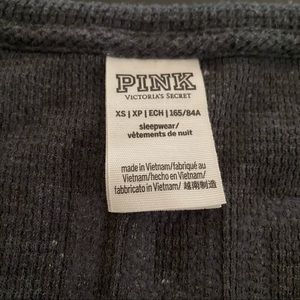 PINK
VICTORIA'S SECRET
XS | XP | ECH | 165/84A
sleepwear/
vêtements de nuit
made in Vietnam/fabriqué au
Vietnam/hecho en Vietnam/
fabbricato in Vietnam/越南制造